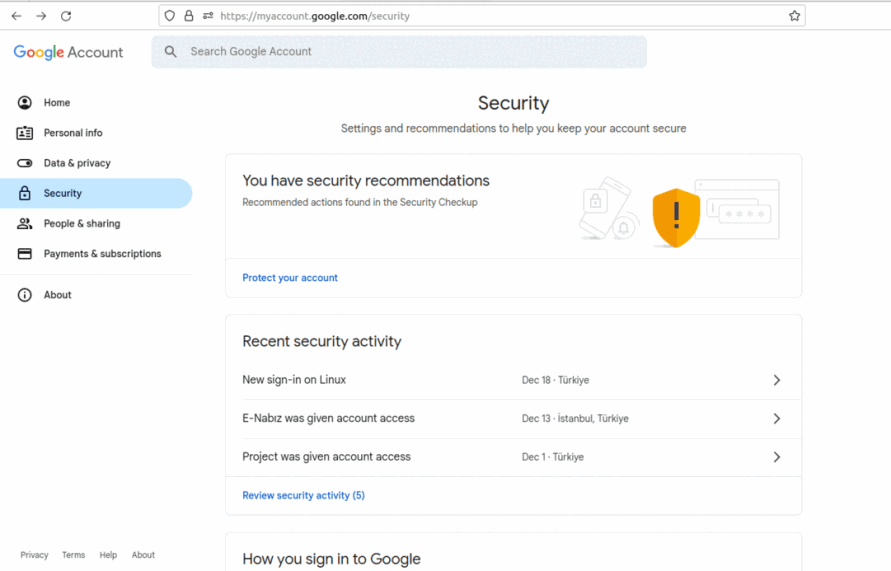 https://myaccount.google.com/security
Google Account
Search Google Account
Home
Personal info
Data & privacy
Security
People & sharing
Payments & subscriptions
About
Privacy Terms Help About
Security
Settings and recommendations to help you keep your account secure
You have security recommendations
Recommended actions found in the Security Checkup
Protect your account
Recent security activity
New sign-in on Linux Dec 18 · Türkiye
E-Nabız was given account access Dec 13 · İstanbul, Türkiye
Project was given account access Dec 1 · Türkiye
Review security activity (5)
How you sign in to Google